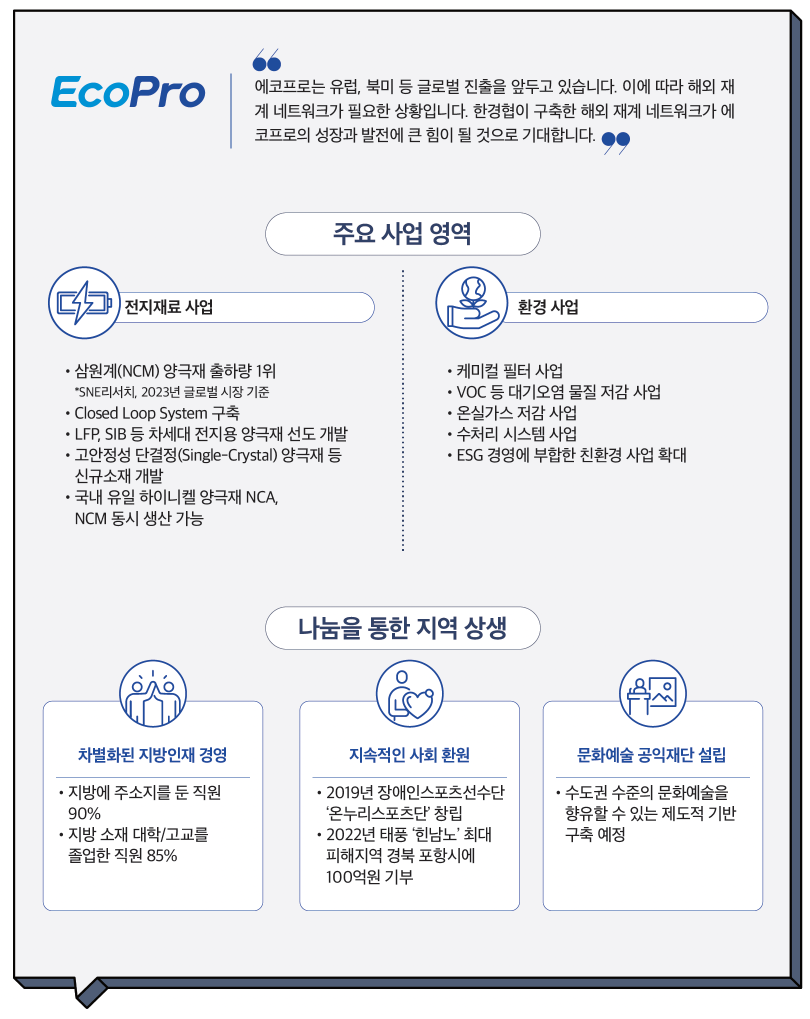 EcoPro
에코프로는 유럽, 북미 등 글로벌 진출을 앞두고 있습니다. 이에 따라 해외 재
계 네트워크가 필요한 상황입니다. 한경협이 구축한 해외 재계 네트워크가 에
코프로의 성장과 발전에 큰 힘이 될 것으로 기대합니다.
주요 사업 영역
전지재료 사업
• 삼원계(NCM) 양극재 출하량 1위
*SNE리서치, 2023년 글로벌 시장 기준
• Closed Loop System 구축
• LFP, SIB 등 차세대 전지용 양극재 선도 개발
• 고안정성 단결정(Single-Crystal) 양극재 등
신규소재 개발
• 국내 유일 하이니켈 양극재 NCA,
NCM 동시 생산 가능
환경 사업
• 케미컬 필터 사업
• VOC 등 대기오염 물질 저감 사업
• 온실가스 저감 사업
• 수처리 시스템 사업
• ESG 경영에 부합한 친환경 사업 확대
나눔을 통한 지역 상생
차별화된 지방인재 경영
• 지방에 주소지를 둔 직원
90%
• 지방 소재 대학/고교를
졸업한 직원 85%
지속적인 사회 환원
• 2019년 장애인스포츠선수단
‘온누리스포츠단’ 창립
• 2022년 태풍 ‘힌남노’ 최대
피해지역 경북 포항시에
100억원 기부
문화예술 공익재단 설립
• 수도권 수준의 문화예술을
향유할 수 있는 제도적 기반
구축 예정